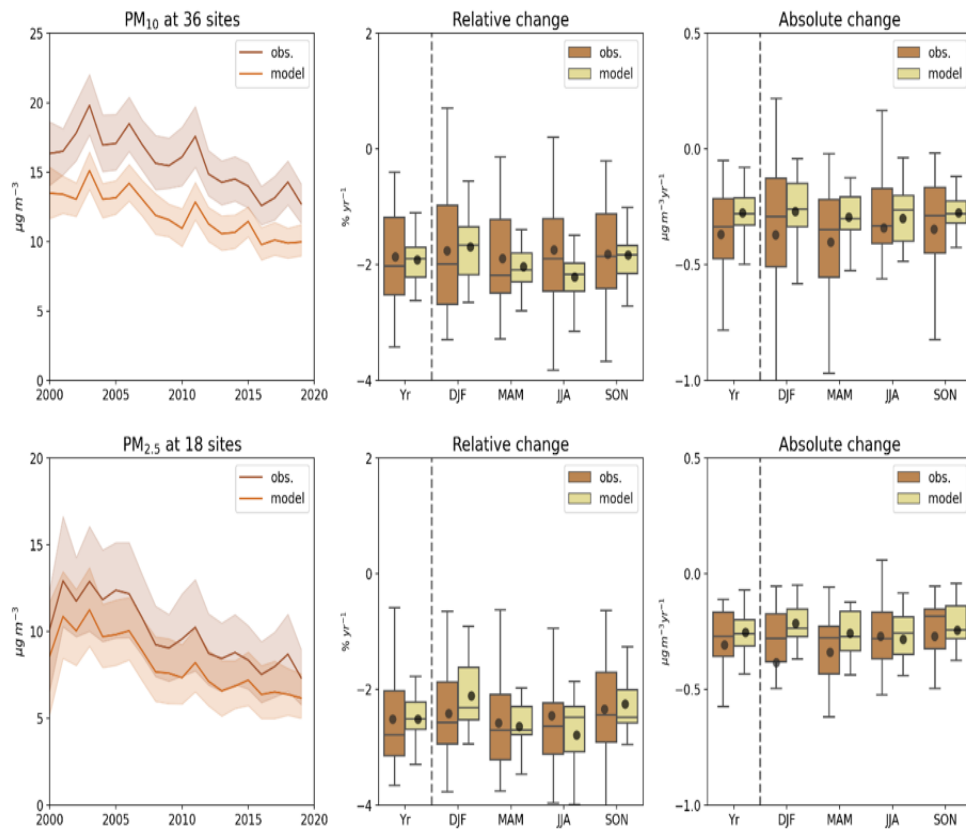 PM₁₀ at 36 sites
25
20
15
10
5
0
μg m⁻³
2000 2005 2010 2015 2020
obs.
model
Relative change
2
0
−2
−4
% yr⁻¹
Yr DJF MAM JJA SON
obs.
model
Absolute change
0.5
0.0
−0.5
−1.0
μg m⁻³yr⁻¹
Yr DJF MAM JJA SON
obs.
model
PM₂.₅ at 18 sites
20
15
10
5
0
μg m⁻³
2000 2005 2010 2015 2020
obs.
model
Relative change
2
0
−2
−4
% yr⁻¹
Yr DJF MAM JJA SON
obs.
model
Absolute change
0.5
0.0
−0.5
−1.0
μg m⁻³yr⁻¹
Yr DJF MAM JJA SON
obs.
model